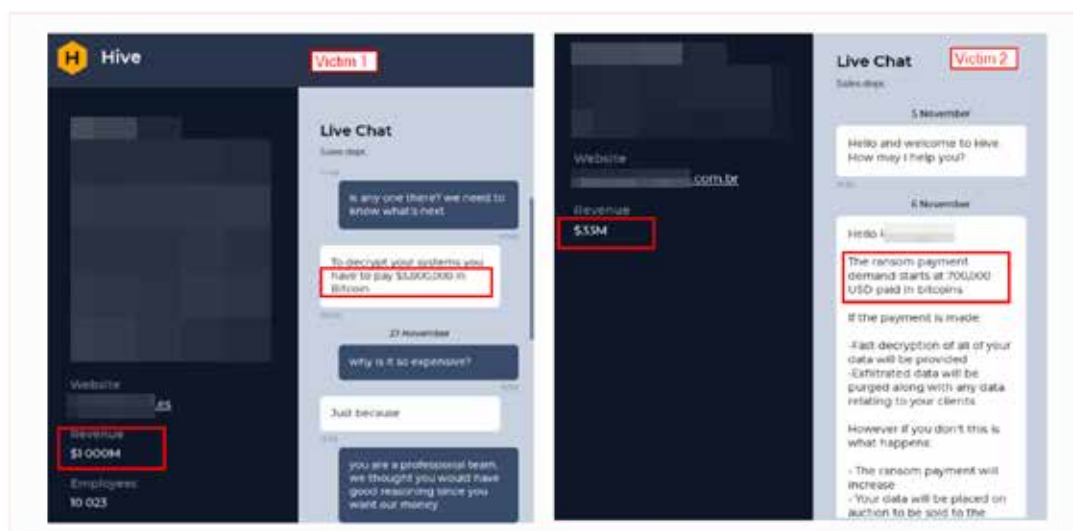 Hive
Victim 1
Live Chat
Sales dept.
is any one there? we need to
know what's next
To decrypt your systems you
have to pay
in
Bitcoin
21 November
why is it so expensive?
Just because
you are a professional team,
we thought you would have
good reasoning since you
want our money
Website
.es
Revenue
$1 000M
Employees
10 023
Victim 2
Live Chat
Sales dept.
5 November
Hello and welcome to Hive.
How may I help you?
Website
.com.br
Revenue
$33M
6 November
Hello
The ransom payment
demand starts at 700,000
USD paid in bitcoins
If the payment is made:
-Fast decryption of all of your
data will be provided
-Exfiltrated data will be
purged along with any data
relating to your clients
However if you don't this is
what happens:
- The ransom payment will
increase
- Your data will be placed on
auction to be sold to the